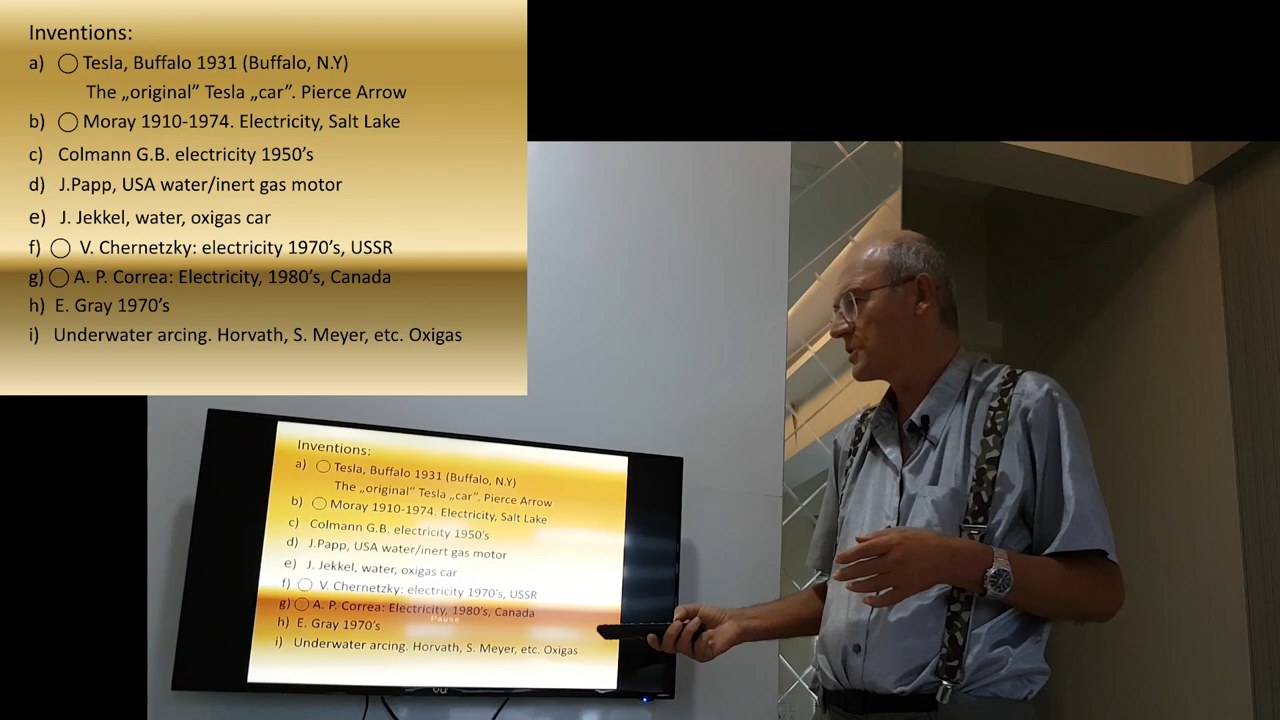 Inventions:
a) ◯ Tesla, Buffalo 1931 (Buffalo, N.Y)
The „original” Tesla „car”. Pierce Arrow
b) ◯ Moray 1910-1974. Electricity, Salt Lake
c) Colmann G.B. electricity 1950’s
d) J.Papp, USA water/inert gas motor
e) J. Jekkel, water, oxigas car
f) ◯ V. Chernetzky: electricity 1970’s, USSR
g) ◯ A. P. Correa: Electricity, 1980’s, Canada
h) E. Gray 1970’s
i) Underwater arcing. Horvath, S. Meyer, etc. Oxigas
Inventions:
a) ◯ Tesla, Buffalo 1931 (Buffalo, N.Y)
The „original” Tesla „car”. Pierce Arrow
b) ◯ Moray 1910-1974. Electricity, Salt Lake
c) Colmann G.B. electricity 1950’s
d) J.Papp, USA water/inert gas motor
e) J. Jekkel, water, oxigas car
f) ◯ V. Chernetzky: electricity 1970’s, USSR
g) ◯ A. P. Correa: Electricity, 1980’s, Canada
Pause
h) E. Gray 1970’s
i) Underwater arcing. Horvath, S. Meyer, etc. Oxigas